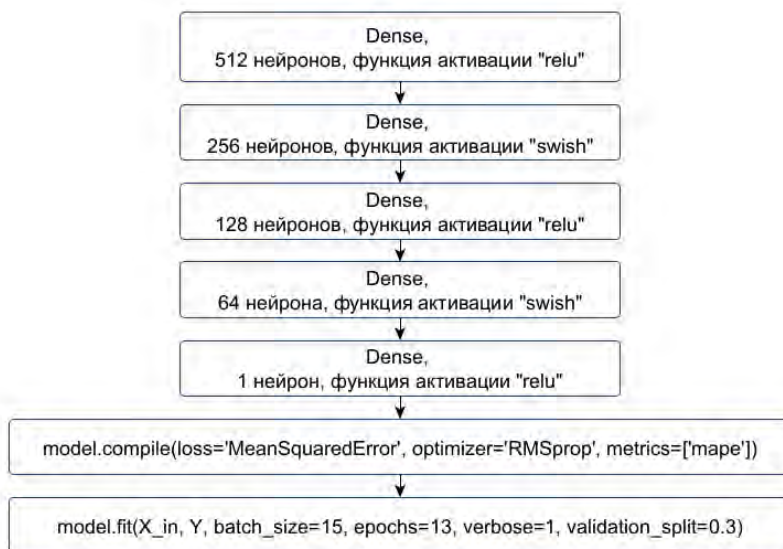 Dense,
512 нейронов, функция активации "relu"
Dense,
256 нейронов, функция активации "swish"
Dense,
128 нейронов, функция активации "relu"
Dense,
64 нейрона, функция активации "swish"
Dense,
1 нейрон, функция активации "relu"
model.compile(loss='MeanSquaredError', optimizer='RMSprop', metrics=['mape'])
model.fit(X_in, Y, batch_size=15, epochs=13, verbose=1, validation_split=0.3)